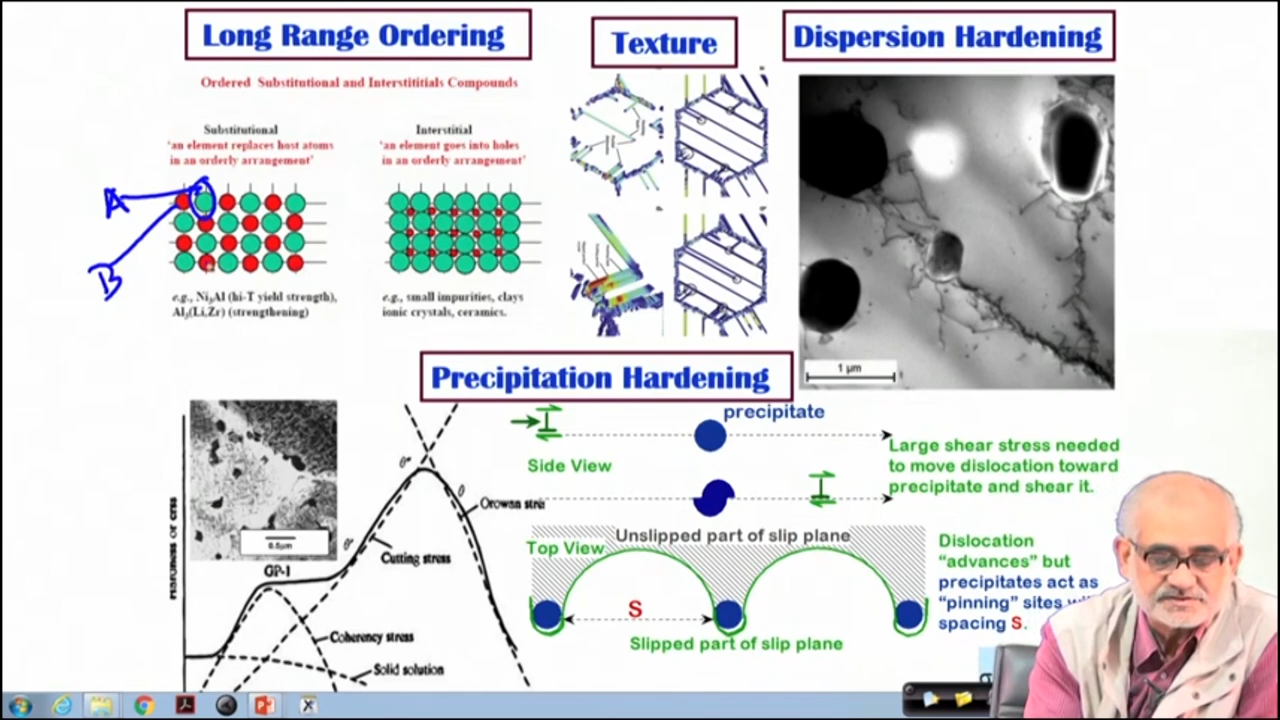 Long Range Ordering
Texture
Dispersion Hardening
Ordered Substitutional and Interstititials Compounds
Substitutional
'an element replaces host atoms
in an orderly arrangement'
Interstitial
'an element goes into holes
in an orderly arrangement'
A
B
e.g., Ni3Al (hi-T yield strength),
Al3(Li,Zr) (strengthening)
e.g., small impurities, clays
ionic crystals, ceramics.
1 µm
Precipitation Hardening
precipitate
Side View
Large shear stress needed
to move dislocation toward
precipitate and shear it.
Unslipped part of slip plane
Top View
Dislocation
"advances" but
precipitates act as
"pinning" sites
spacing S.
S
Slipped part of slip plane
0.5µm
GP-1
θ"
θ'
θ
Orowan
Cutting stress
Coherency stress
Solid solution